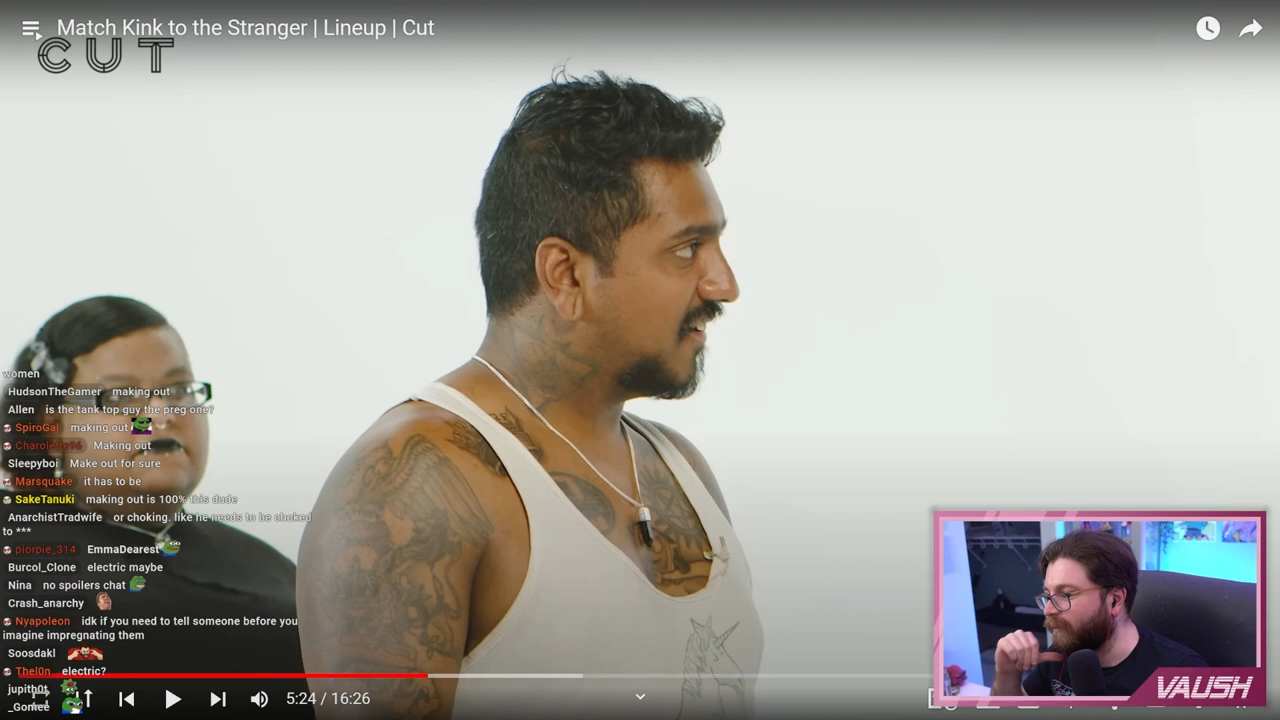 Match Kink to the Stranger | Lineup | Cut
CUT
women
HudsonTheGamer making out
Allen is the tank top guy the preg one?
SpiroGal making out
Making out
Sleepyboi Make out for sure
Marsquake it has to be
SakeTanuki making out is 100% this dude
AnarchistTradwife or choking. like he needs to be choked
to ***
piorpie_314 EmmaDearest
Burcol_Clone electric maybe
Nina no spoilers chat
Crash_anarchy
Nyapoleon idk if you need to tell someone before you
imagine impregnating them
Soosdakl
Thel0n electric?
5:24 / 16:26
VAUSH